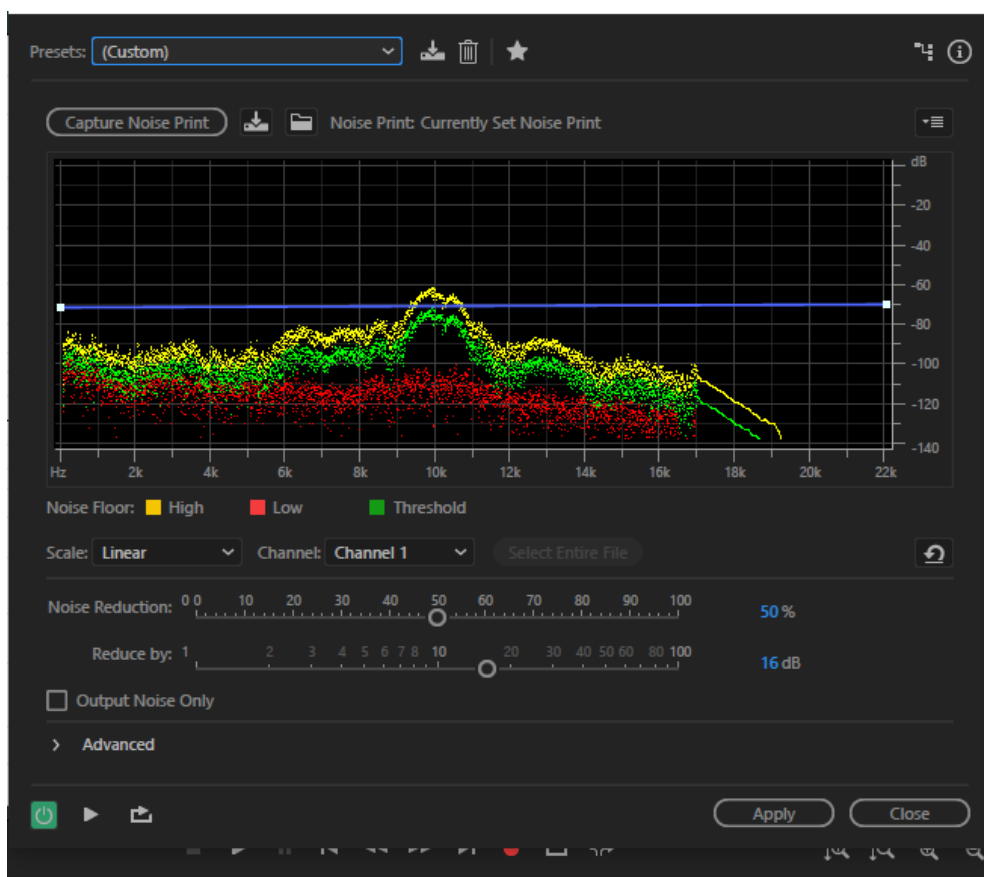 Presets: (Custom)
Capture Noise Print Noise Print: Currently Set Noise Print
dB
-20
-40
-60
-80
-100
-120
-140
Hz 2k 4k 6k 8k 10k 12k 14k 16k 18k 20k 22k
Noise Floor: High Low Threshold
Scale: Linear Channel: Channel 1 Select Entire File
Noise Reduction: 0 0 10 20 30 40 50 60 70 80 90 100 50 %
Reduce by: 1 2 3 4 5 6 7 8 10 20 30 40 50 60 80 100 16 dB
Output Noise Only
Advanced
Apply Close